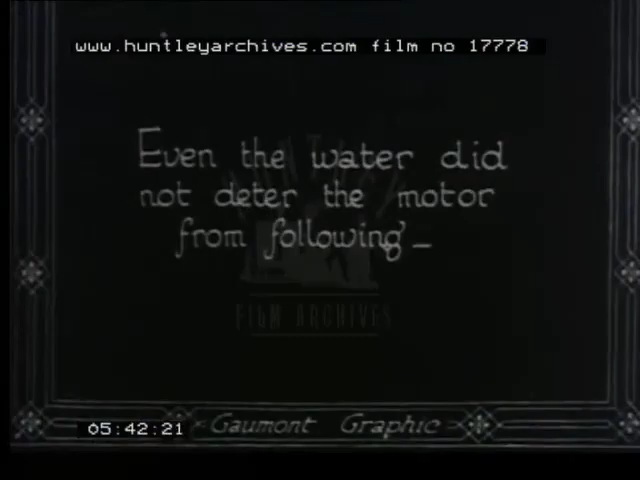 www.huntleyarchives.com film no 17778
Even the water did
not deter the motor
from following —
FILM ARCHIVES
05:42:21
Gaumont Graphic